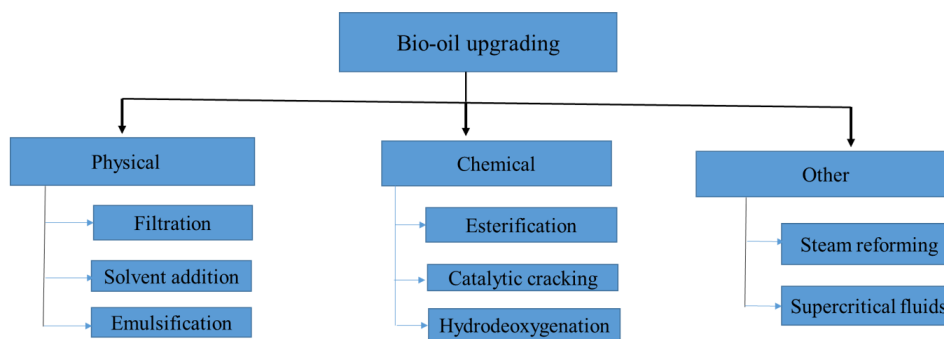 Bio-oil upgrading
Physical
Chemical
Other
Filtration
Solvent addition
Emulsification
Esterification
Catalytic cracking
Hydrodeoxygenation
Steam reforming
Supercritical fluids